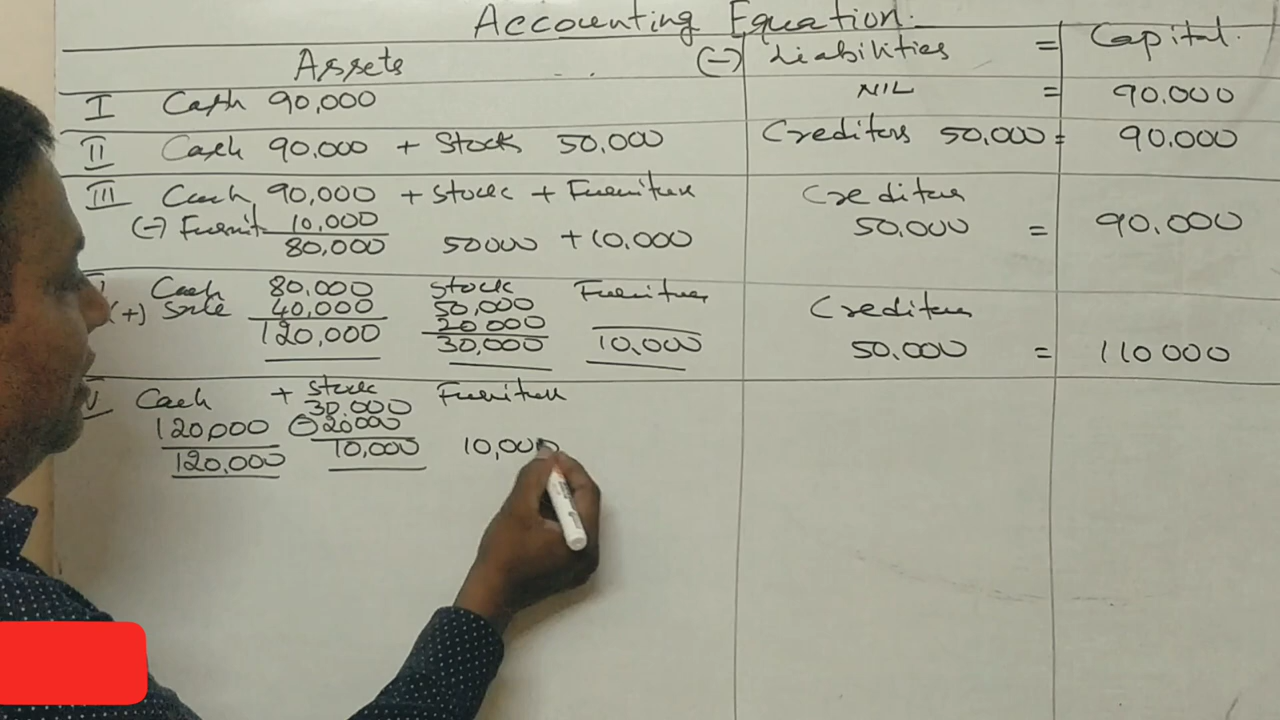 Accounting Equation.
Assets (-) Liabilities = Capital.
I Cash 90,000 NIL = 90.000
II Cash 90,000 + Stock 50,000 Creditors 50,000 = 90.000
III Cash 90,000 + Stock + Furniture Creditors
(-) Furnit 10,000 50.000 = 90.000
80,000 50000 + 10.000
Cash 80.000 Stock Furniture Creditors
(+) Sale 40,000 50,000
20 000
120,000 30,000 10,000 50.000 = 110 000
V Cash + Stock Furniture
30.000
120,000 (-) 20000
120,000 10,000 10,000